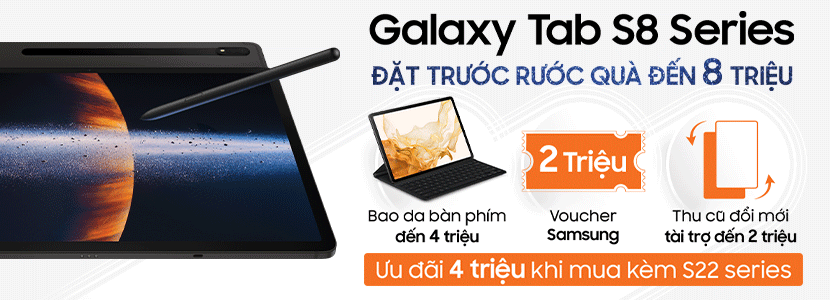 Galaxy Tab S8 Series
ĐẶT TRƯỚC RƯỚC QUÀ ĐẾN 8 TRIỆU
2 Triệu
Bao da bàn phím
đến 4 triệu
Voucher
Samsung
Thu cũ đổi mới
tài trợ đến 2 triệu
Ưu đãi 4 triệu khi mua kèm S22 series